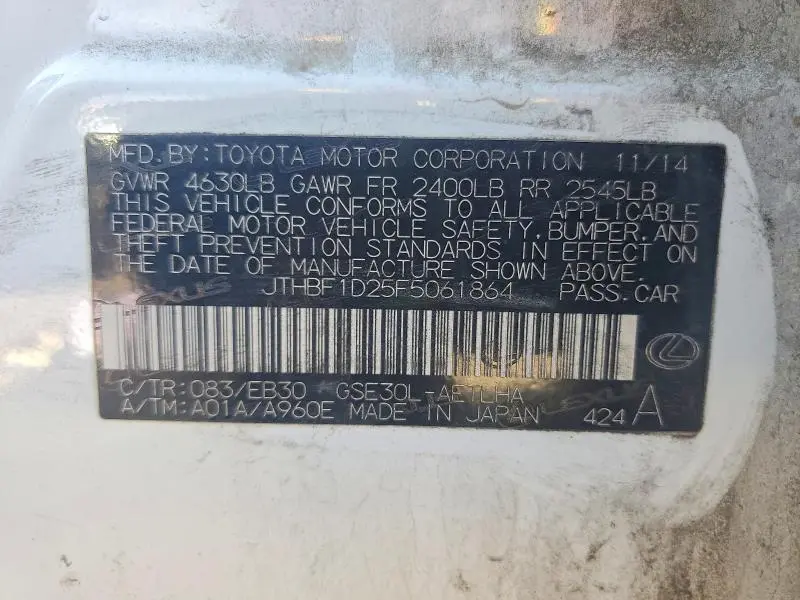 MFD.BY:TOYOTA MOTOR CORPORATION 11/14
GVWR 4630LB GAWR FR 2400LB RR 2545LB
THIS VEHICLE CONFORMS TO ALL APPLICABLE
FEDERAL MOTOR VEHICLE SAFETY,BUMPER,AND
THEFT PREVENTION STANDARDS IN EFFECT ON
THE DATE OF MANUFACTURE SHOWN ABOVE.
JTHBF1D25F5061864 PASS.CAR
C/TR:083/EB30 GSE30L-AETLHA
A/TM:A01A/A960E MADE IN JAPAN 424 A